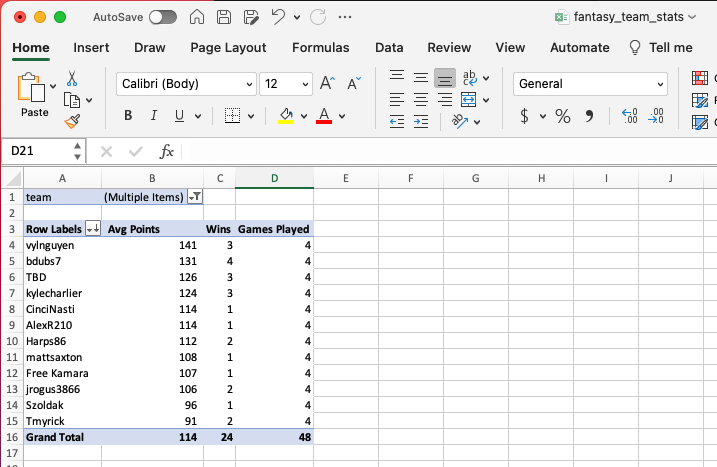 AutoSave fantasy_team_stats
Home Insert Draw Page Layout Formulas Data Review View Automate Tell me
Paste Calibri (Body) 12 A A ab General
B I U A $ % 9 .00
D21 fx
A B C D E F G H I J
1 team (Multiple Items)
2
3 Row Labels Avg Points Wins Games Played
4 vylnguyen 141 3 4
5 bdubs7 131 4 4
6 TBD 126 3 4
7 kylecharlier 124 3 4
8 CinciNasti 114 1 4
9 AlexR210 114 1 4
10 Harps86 112 2 4
11 mattsaxton 108 1 4
12 Free Kamara 107 1 4
13 jrogus3866 106 2 4
14 Szoldak 96 1 4
15 Tmyrick 91 2 4
16 Grand Total 114 24 48
17